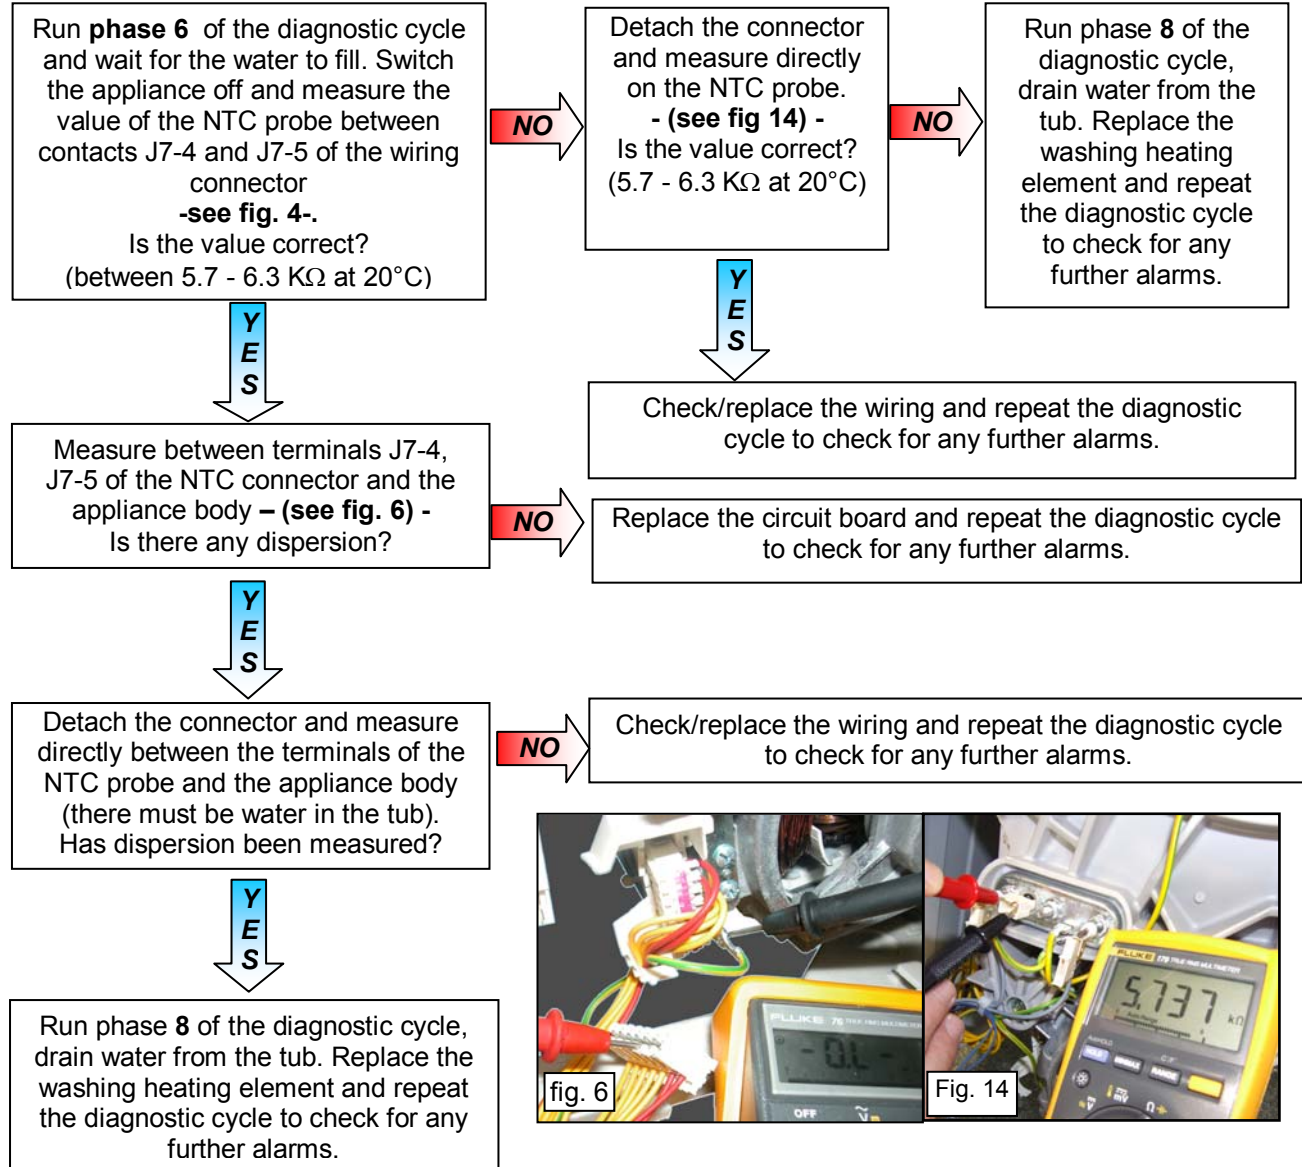 Run phase 6 of the diagnostic cycle
and wait for the water to fill. Switch
the appliance off and measure the
value of the NTC probe between
contacts J7-4 and J7-5 of the wiring
connector
-see fig. 4-.
Is the value correct?
(between 5.7 - 6.3 KΩ at 20°C)
NO
Detach the connector
and measure directly
on the NTC probe.
- (see fig 14) -
Is the value correct?
(5.7 - 6.3 KΩ at 20°C)
NO
Run phase 8 of the
diagnostic cycle,
drain water from the
tub. Replace the
washing heating
element and repeat
the diagnostic cycle
to check for any
further alarms.
YES
YES
Check/replace the wiring and repeat the diagnostic
cycle to check for any further alarms.
Measure between terminals J7-4,
J7-5 of the NTC connector and the
appliance body – (see fig. 6) -
Is there any dispersion?
NO
Replace the circuit board and repeat the diagnostic cycle
to check for any further alarms.
YES
Detach the connector and measure
directly between the terminals of the
NTC probe and the appliance body
(there must be water in the tub).
Has dispersion been measured?
NO
Check/replace the wiring and repeat the diagnostic cycle
to check for any further alarms.
YES
Run phase 8 of the diagnostic cycle,
drain water from the tub. Replace the
washing heating element and repeat
the diagnostic cycle to check for any
further alarms.
FLUKE 76 TRUE RMS MULTIMETER
- 0.L -
OFF
V
fig. 6
FLUKE 179 TRUE RMS MULTIMETER
5.737 kΩ
HOLD
RANGE
V
mV
Ω
Fig. 14